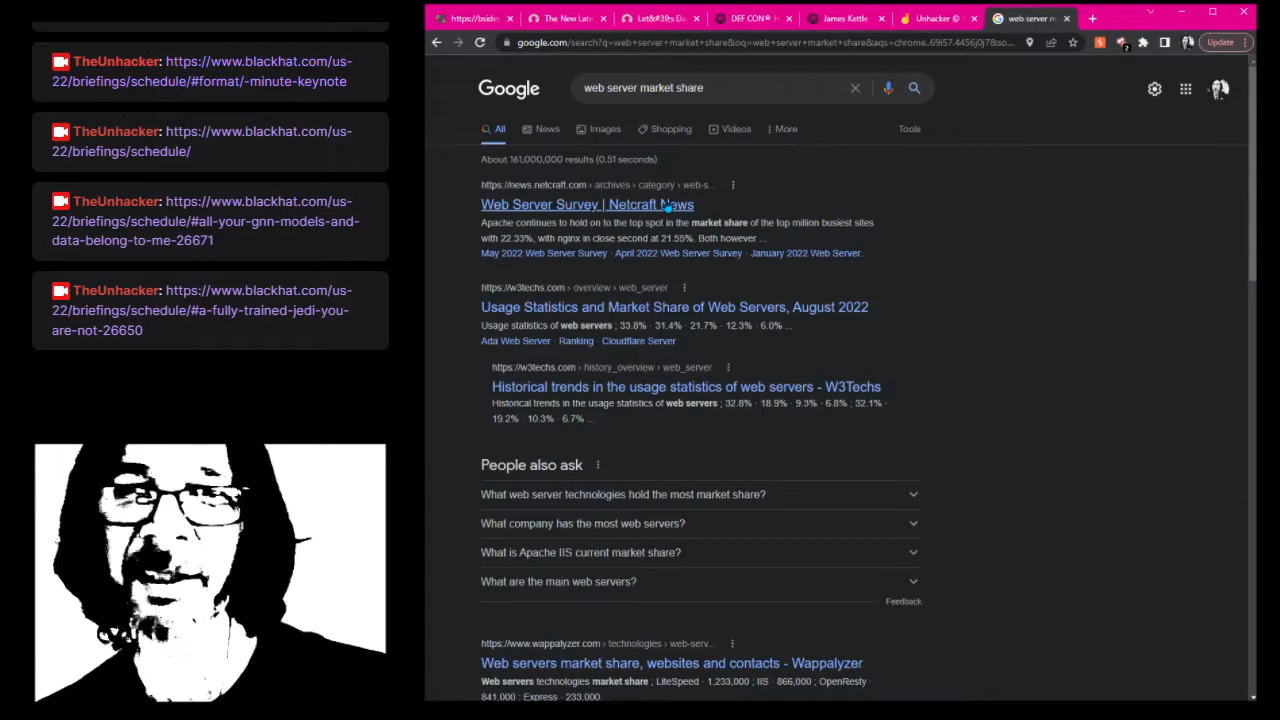 TheUnhacker: https://www.blackhat.com/us-
22/briefings/schedule/#format/-minute-keynote
TheUnhacker: https://www.blackhat.com/us-
22/briefings/schedule/
TheUnhacker: https://www.blackhat.com/us-
22/briefings/schedule/#all-your-gnn-models-and-
data-belong-to-me-26671
TheUnhacker: https://www.blackhat.com/us-
22/briefings/schedule/#a-fully-trained-jedi-you-
are-not-26650
https://bsides
The New Late
Let&#39;s Da
DEF CON® H
James Kettle
Unhacker @
web server m
google.com/search?q=web+server+market+share&oq=web+server+market+share&aqs=chrome..69i57.4456j0j7&so...
2
Update
Google
web server market share
All
News
Images
Shopping
Videos
More
Tools
About 161,000,000 results (0.51 seconds)
https://news.netcraft.com › archives › category › web-s...
Web Server Survey | Netcraft News
Apache continues to hold on to the top spot in the market share of the top million busiest sites
with 22.33%, with nginx in close second at 21.55%. Both however ...
May 2022 Web Server Survey · April 2022 Web Server Survey · January 2022 Web Server...
https://w3techs.com › overview › web_server
Usage Statistics and Market Share of Web Servers, August 2022
Usage statistics of web servers ; 33.8% · 31.4% · 21.7% · 12.3% · 6.0% ...
Ada Web Server · Ranking · Cloudflare Server
https://w3techs.com › history_overview › web_server
Historical trends in the usage statistics of web servers - W3Techs
Historical trends in the usage statistics of web servers ; 32.8% · 18.9% · 9.3% · 6.8% ; 32.1% ·
19.2% · 10.3% · 6.7% ...
People also ask
What web server technologies hold the most market share?
What company has the most web servers?
What is Apache IIS current market share?
What are the main web servers?
Feedback
https://www.wappalyzer.com › technologies › web-serv...
Web servers market share, websites and contacts - Wappalyzer
Web servers technologies market share ; LiteSpeed · 1,233,000 ; IIS · 866,000 ; OpenResty ·
841,000 ; Express · 233,000.